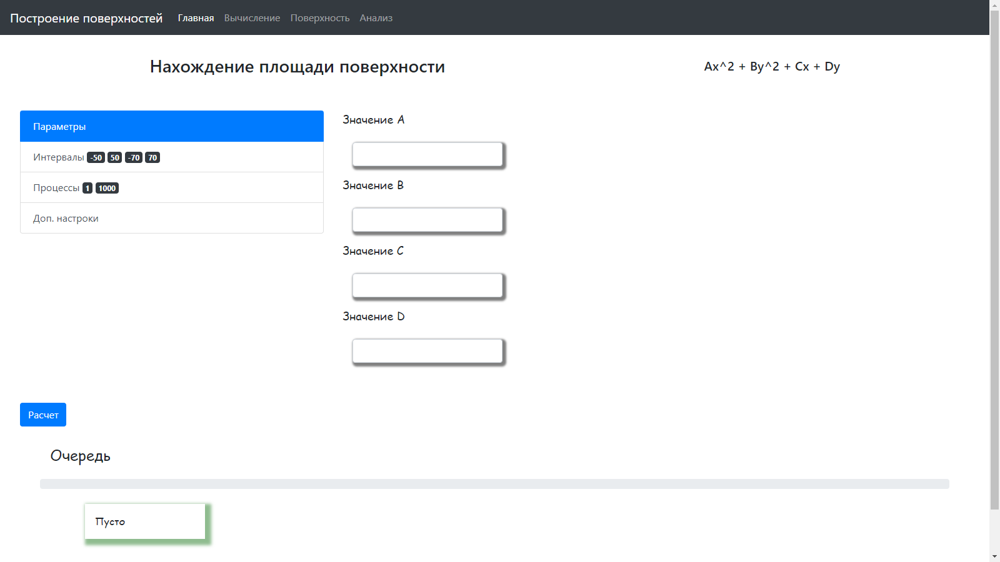 Построение поверхностей Главная Вычисление Поверхность Анализ
Нахождение площади поверхности
Ax^2 + By^2 + Cx + Dy
Параметры
Интервалы -50 50 -70 70
Процессы 1 1000
Доп. настроки
Значение A
Значение B
Значение C
Значение D
Расчет
Очередь
Пусто